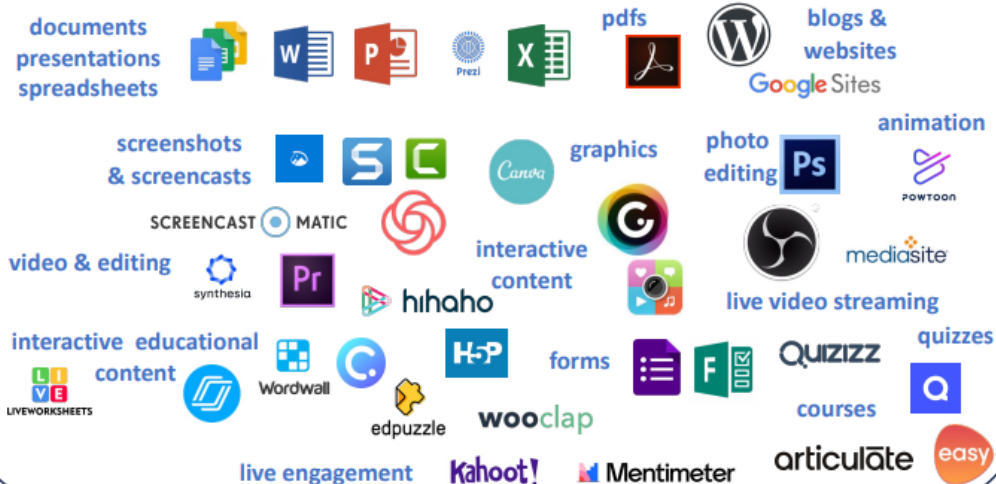 documents
presentations
spreadsheets
W
P
Prezi
X
pdfs
W
blogs &
websites
Google Sites
screenshots
& screencasts
S
C
Canva
graphics
photo
editing
Ps
animation
POWTOON
SCREENCAST MATIC
video & editing
synthesia
Pr
hihaho
interactive
content
mediasite
live video streaming
interactive educational
content
LIVE
LIVEWORKSHEETS
Wordwall
C
edpuzzle
H5P
wooclap
forms
F
QUIZIZZ
quizzes
Q
courses
articulate
easy
live engagement
Kahoot!
Mentimeter